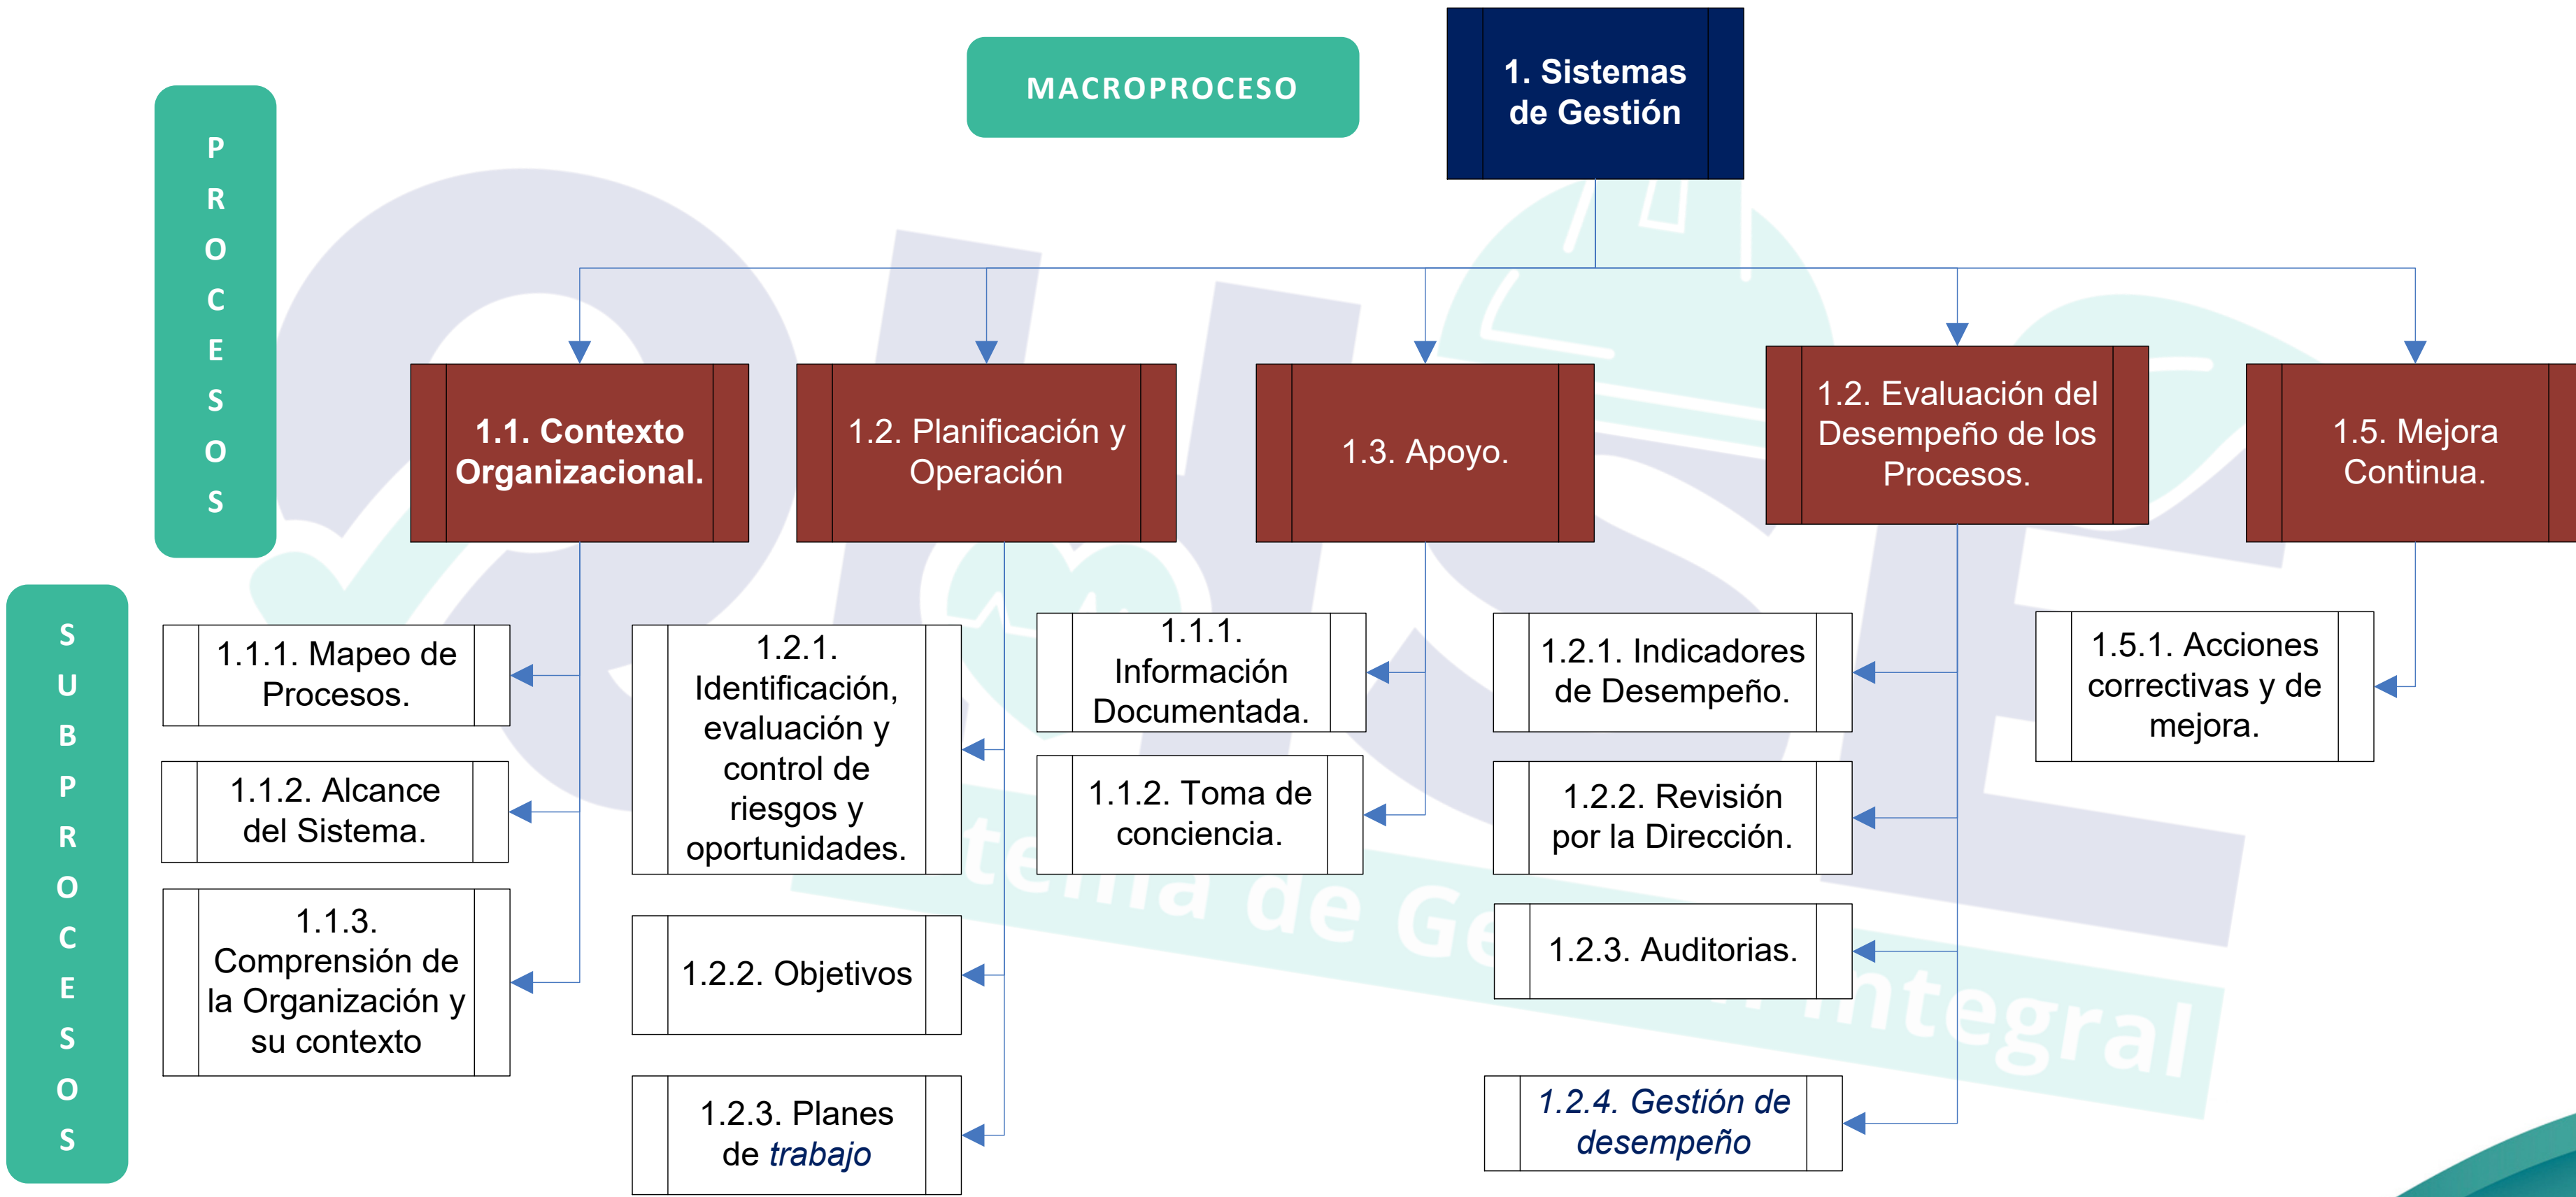 MACROPROCESO
1. Sistemas
de Gestión
PROCESOS
1.1. Contexto
Organizacional.
1.2. Planificación y
Operación
1.3. Apoyo.
1.2. Evaluación del
Desempeño de los
Procesos.
1.5. Mejora
Continua.
SUBPROCESOS
1.1.1. Mapeo de
Procesos.
1.1.2. Alcance
del Sistema.
1.1.3.
Comprensión de
la Organización y
su contexto
1.2.1.
Identificación,
evaluación y
control de
riesgos y
oportunidades.
1.2.2. Objetivos
1.2.3. Planes
de trabajo
1.1.1.
Información
Documentada.
1.1.2. Toma de
conciencia.
1.2.1. Indicadores
de Desempeño.
1.2.2. Revisión
por la Dirección.
1.2.3. Auditorias.
1.2.4. Gestión de
desempeño
1.5.1. Acciones
correctivas y de
mejora.